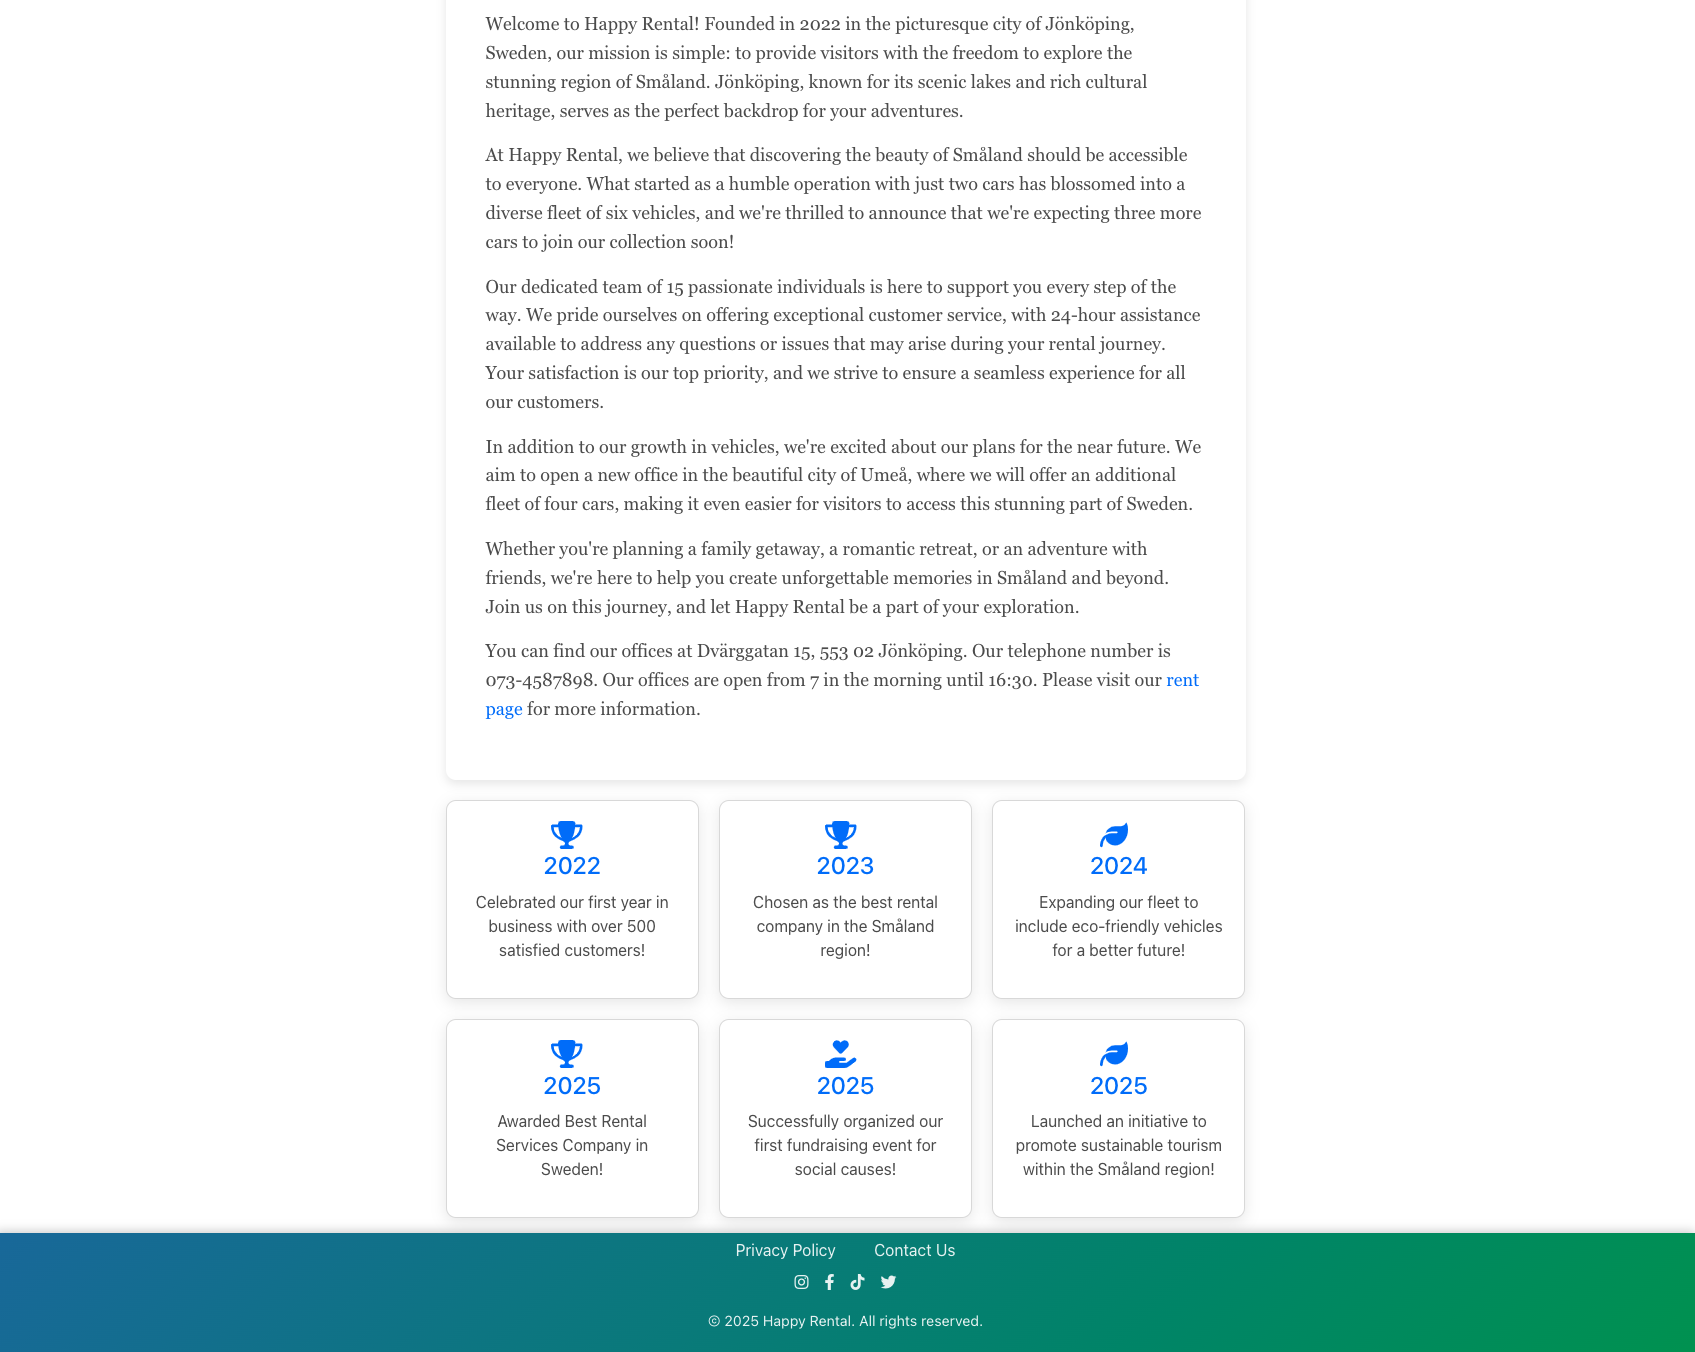 Welcome to Happy Rental! Founded in 2022 in the picturesque city of Jönköping,
Sweden, our mission is simple: to provide visitors with the freedom to explore the
stunning region of Småland. Jönköping, known for its scenic lakes and rich cultural
heritage, serves as the perfect backdrop for your adventures.
At Happy Rental, we believe that discovering the beauty of Småland should be accessible
to everyone. What started as a humble operation with just two cars has blossomed into a
diverse fleet of six vehicles, and we're thrilled to announce that we're expecting three more
cars to join our collection soon!
Our dedicated team of 15 passionate individuals is here to support you every step of the
way. We pride ourselves on offering exceptional customer service, with 24-hour assistance
available to address any questions or issues that may arise during your rental journey.
Your satisfaction is our top priority, and we strive to ensure a seamless experience for all
our customers.
In addition to our growth in vehicles, we're excited about our plans for the near future. We
aim to open a new office in the beautiful city of Umeå, where we will offer an additional
fleet of four cars, making it even easier for visitors to access this stunning part of Sweden.
Whether you're planning a family getaway, a romantic retreat, or an adventure with
friends, we're here to help you create unforgettable memories in Småland and beyond.
Join us on this journey, and let Happy Rental be a part of your exploration.
You can find our offices at Dvärggatan 15, 553 02 Jönköping. Our telephone number is
073-4587898. Our offices are open from 7 in the morning until 16:30. Please visit our rent
page for more information.
2022
Celebrated our first year in
business with over 500
satisfied customers!
2023
Chosen as the best rental
company in the Småland
region!
2024
Expanding our fleet to
include eco-friendly vehicles
for a better future!
2025
Awarded Best Rental
Services Company in
Sweden!
2025
Successfully organized our
first fundraising event for
social causes!
2025
Launched an initiative to
promote sustainable tourism
within the Småland region!
Privacy Policy Contact Us
© 2025 Happy Rental. All rights reserved.